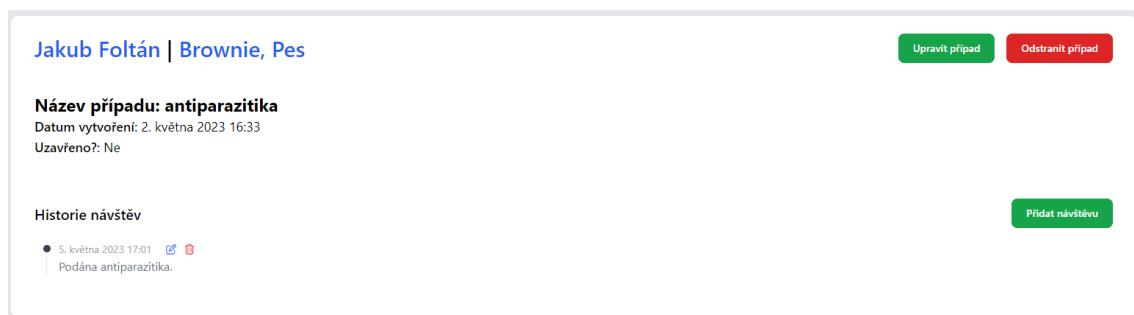 Jakub Foltán | Brownie, Pes
Upravit případ
Odstranit případ
Název případu: antiparazitika
Datum vytvoření: 2. května 2023 16:33
Uzavřeno?: Ne
Historie návštěv
Přidat návštěvu
5. května 2023 17:01
Podána antiparazitika.